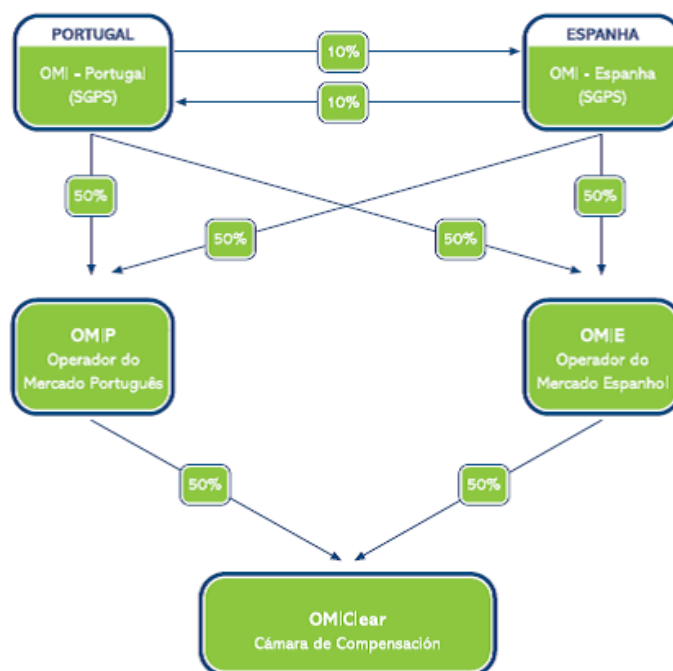 PORTUGAL
OMI - Portugal
(SGPS)
10%
10%
ESPANHA
OMI - Espanha
(SGPS)
50%
50%
50%
50%
OMIP
Operador do
Mercado Português
OMIE
Operador do
Mercado Espanhol
50%
50%
OMIClear
Cámara de Compensación